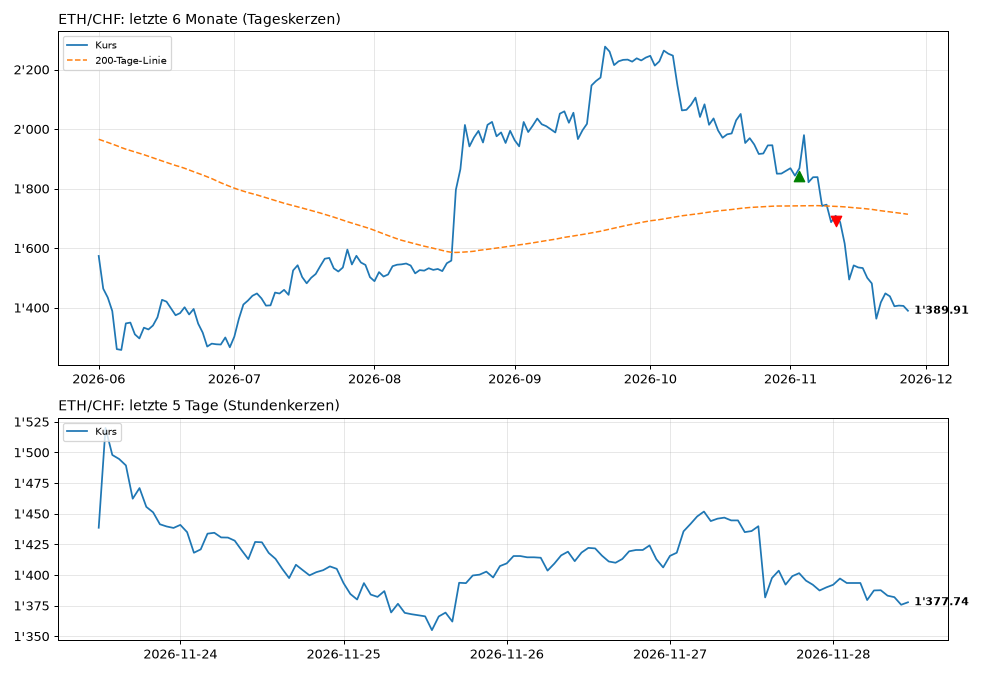 ETH/CHF: letzte 6 Monate (Tageskerzen)
Kurs
200-Tage-Linie
2'200
2'000
1'800
1'600
1'400
1'389.91
2026-06 2026-07 2026-08 2026-09 2026-10 2026-11 2026-12
ETH/CHF: letzte 5 Tage (Stundenkerzen)
Kurs
1'525
1'500
1'475
1'450
1'425
1'400
1'375
1'350
1'377.74
2026-11-24 2026-11-25 2026-11-26 2026-11-27 2026-11-28